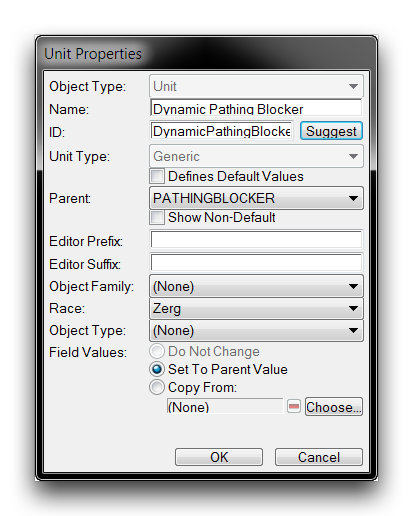 Unit Properties
Object Type: Unit
Name: Dynamic Pathing Blocker
ID: DynamicPathingBlocke Suggest
Unit Type: Generic
Defines Default Values
Parent: PATHINGBLOCKER
Show Non-Default
Editor Prefix:
Editor Suffix:
Object Family: (None)
Race: Zerg
Object Type: (None)
Field Values: Do Not Change
Set To Parent Value
Copy From:
(None) Choose...
OK Cancel